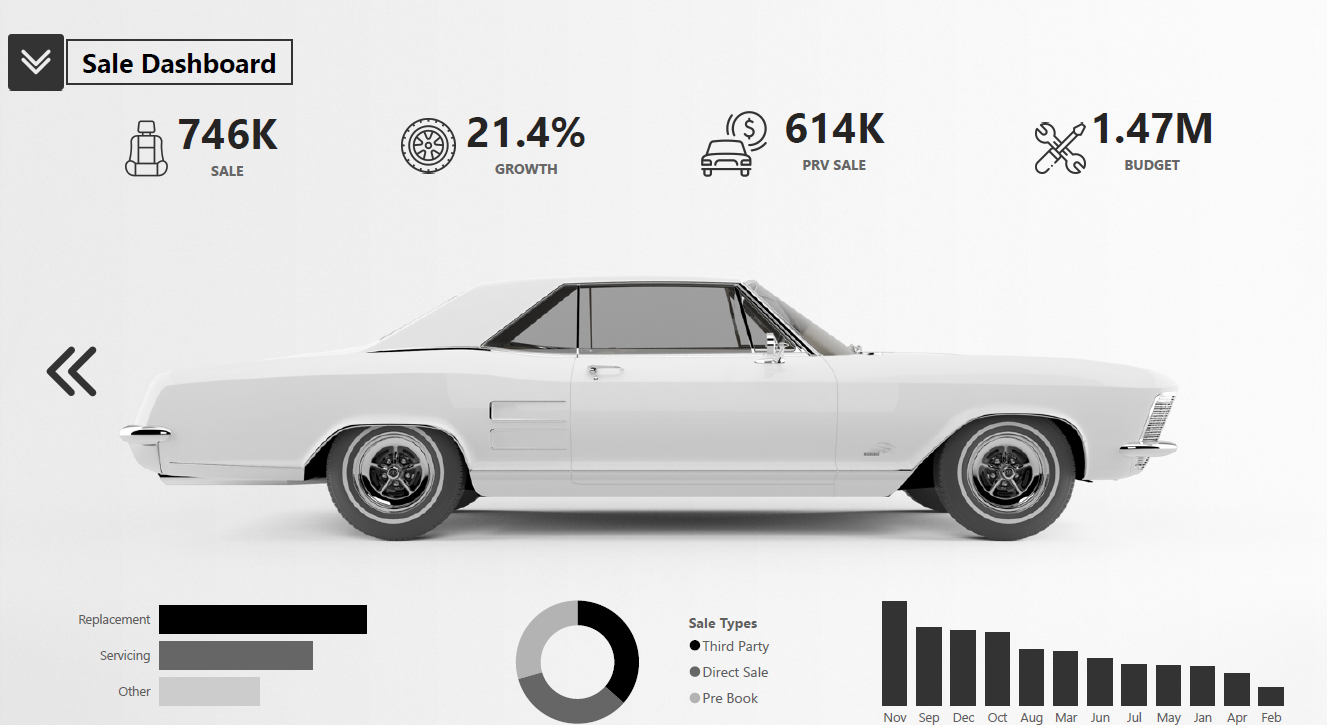 Sale Dashboard
746K
SALE
21.4%
GROWTH
614K
PRV SALE
1.47M
BUDGET
Replacement
Servicing
Other
Sale Types
Third Party
Direct Sale
Pre Book
Nov Sep Dec Oct Aug Mar Jun Jul May Jan Apr Feb